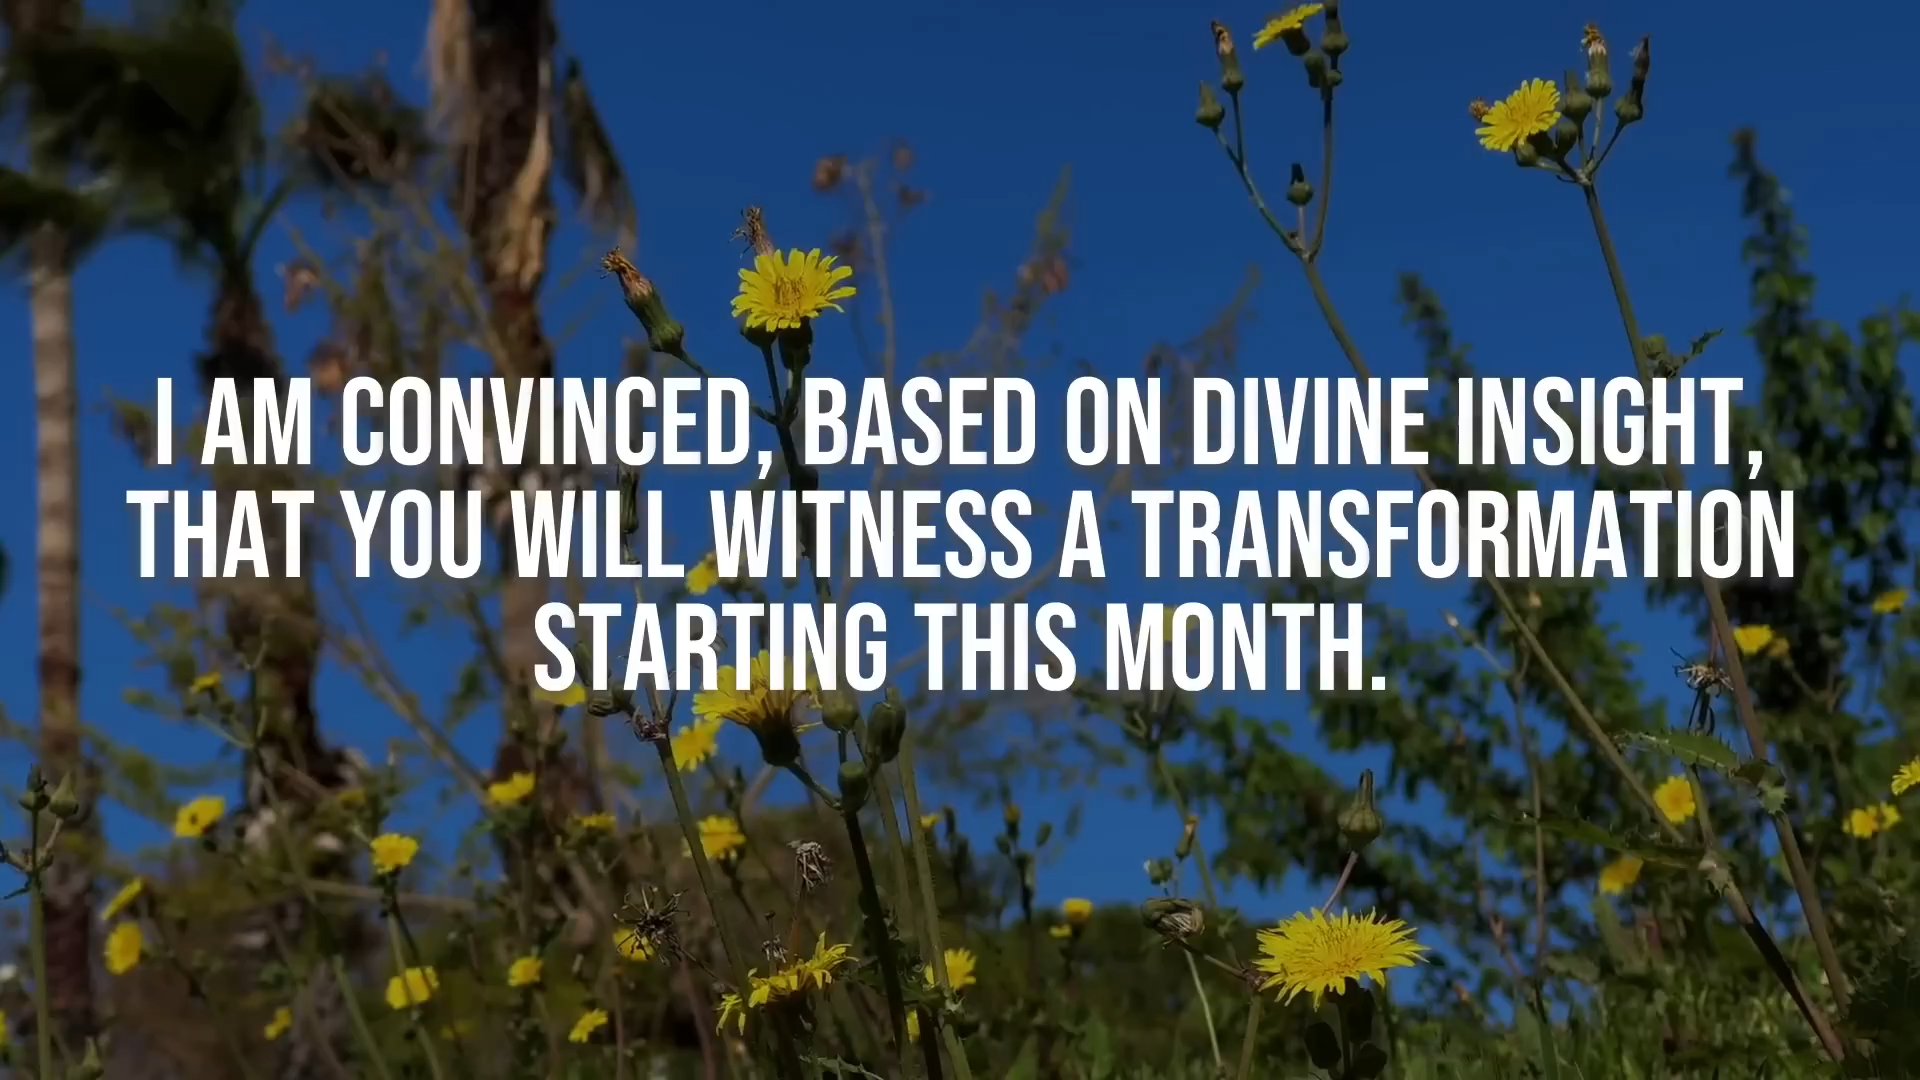 I AM CONVINCED, BASED ON DIVINE INSIGHT,
THAT YOU WILL WITNESS A TRANSFORMATION
STARTING THIS MONTH.